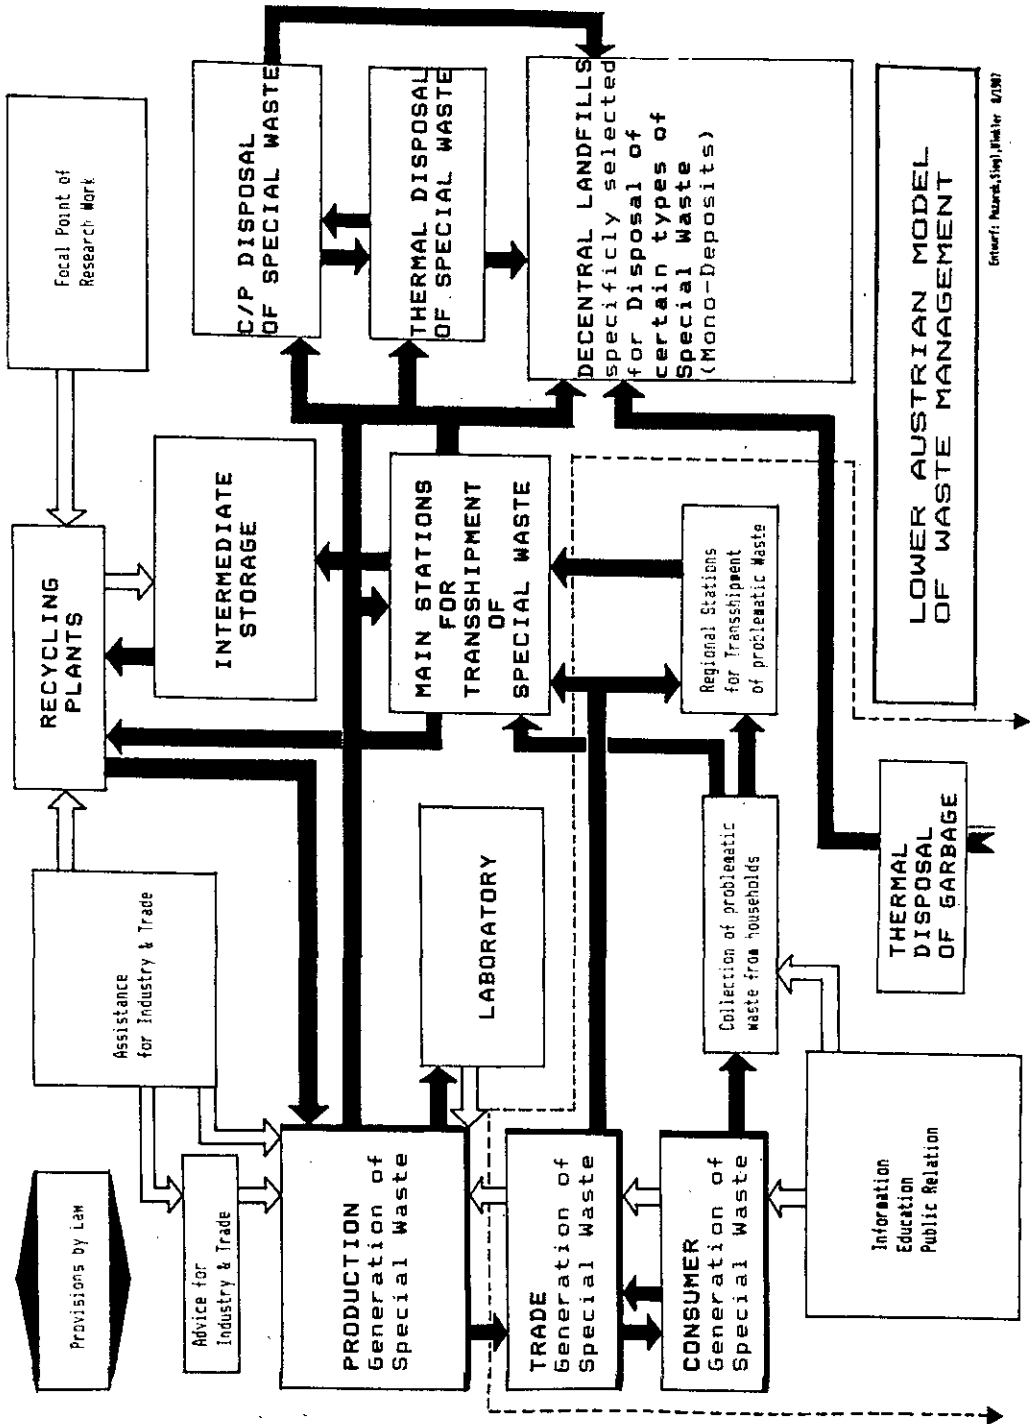 Provisions by Law
Advice for
Industry & Trade
Assistance
for Industry & Trade
RECYCLING
PLANTS
Focal Point of
Research Work
PRODUCTION
Generation of
Special Waste
LABORATORY
INTERMEDIATE
STORAGE
MAIN STATIONS
FOR
TRANSSHIPMENT
OF
SPECIAL WASTE
C/P DISPOSAL
OF SPECIAL WASTE
THERMAL DISPOSAL
OF SPECIAL WASTE
TRADE
Generation of
Special Waste
CONSUMER
Generation of
Special Waste
Collection of problematic
waste from households
Regional Stations
for Transshipment
of problematic Waste
DECENTRAL LANDFILLS
specificly selected
for Disposal of
certain types of
Special Waste
(Mono-Deposits)
Information
Education
Public Relation
THERMAL
DISPOSAL
OF GARBAGE
LOWER AUSTRIAN MODEL
OF WASTE MANAGEMENT
Entwurf: